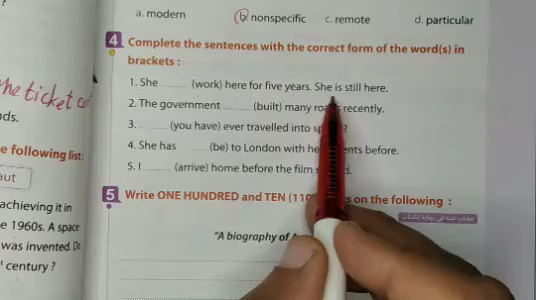 a. modern b. nonspecific c. remote d. particular
4 Complete the sentences with the correct form of the word(s) in
brackets :
the ticket
1. She ........ (work) here for five years. She is still here.
2. The government ........ (built) many recently.
ds.
3. ........ (you have) ever travelled into ?
e following list:
4. She has ........ (be) to London with before.
aut
5. I ........ (arrive) home before the film
achieving it in
5 Write ONE HUNDRED and TEN (110 on the following :
e 1960s. A space
was invented.
"A biography of
century ?